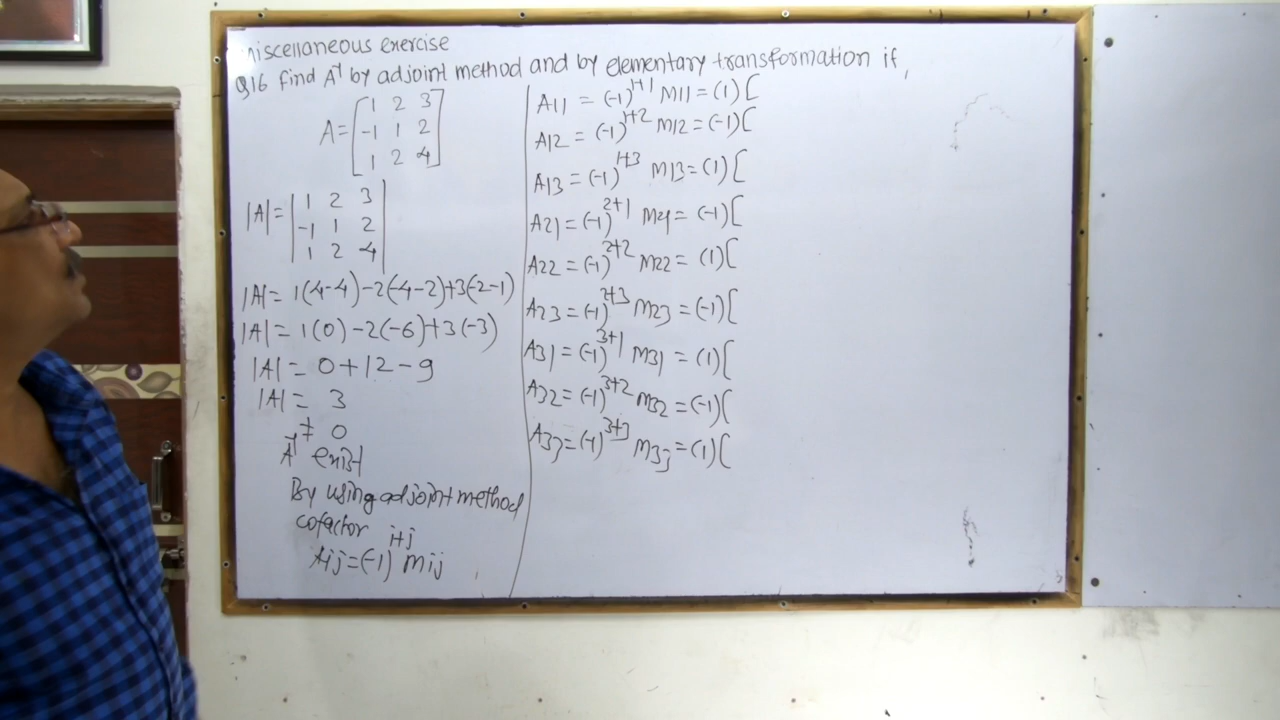 miscellaneous exercise
Q16 find A⁻¹ by adjoint method and by elementary transformation if,
A = [ 1 2 3
-1 1 2
1 2 4 ]
|A| = | 1 2 3
-1 1 2
1 2 4 |
|A| = 1(4-4)-2(-4-2)+3(-2-1)
|A| = 1(0)-2(-6)+3(-3)
|A| = 0+12-9
|A| = 3
≠ 0
A⁻¹ exist
By using adjoint method
cofactor
Aij = (-1)^i+j Mij
A11 = (-1)^1+1 M11 = (1)[
A12 = (-1)^1+2 M12 = (-1)[
A13 = (-1)^1+3 M13 = (1)[
A21 = (-1)^2+1 M21 = (-1)[
A22 = (-1)^2+2 M22 = (1)[
A23 = (-1)^2+3 M23 = (-1)[
A31 = (-1)^3+1 M31 = (1)[
A32 = (-1)^3+2 M32 = (-1)[
A33 = (-1)^3+3 M33 = (1)[